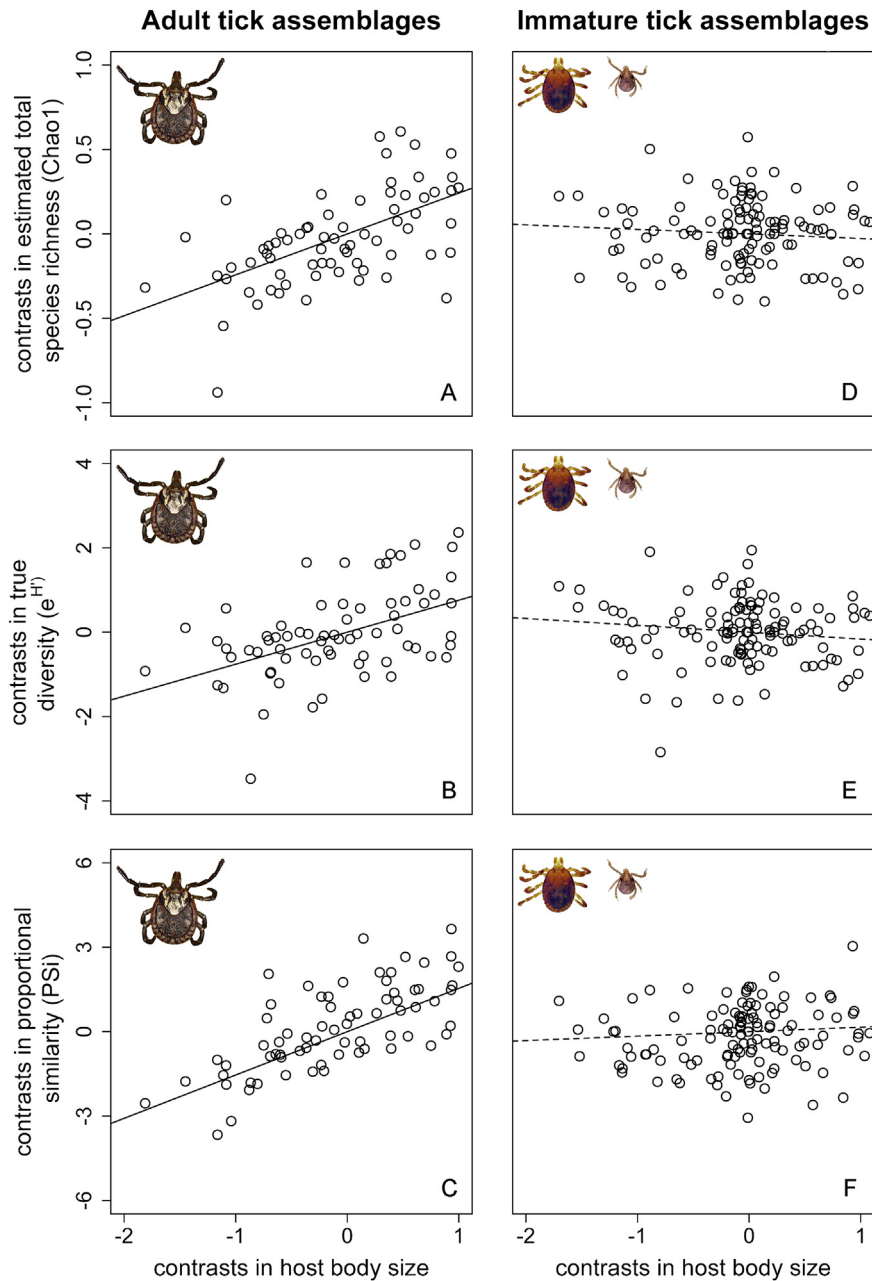 Adult tick assemblages
Immature tick assemblages
contrasts in estimated total
species richness (Chao1)
1.0
0.5
0.0
-0.5
-1.0
A
D
contrasts in true
diversity (e^H')
4
2
0
-2
-4
B
E
contrasts in proportional
similarity (PSi)
6
3
0
-3
-6
C
F
-2
-1
0
1
-2
-1
0
1
contrasts in host body size
contrasts in host body size